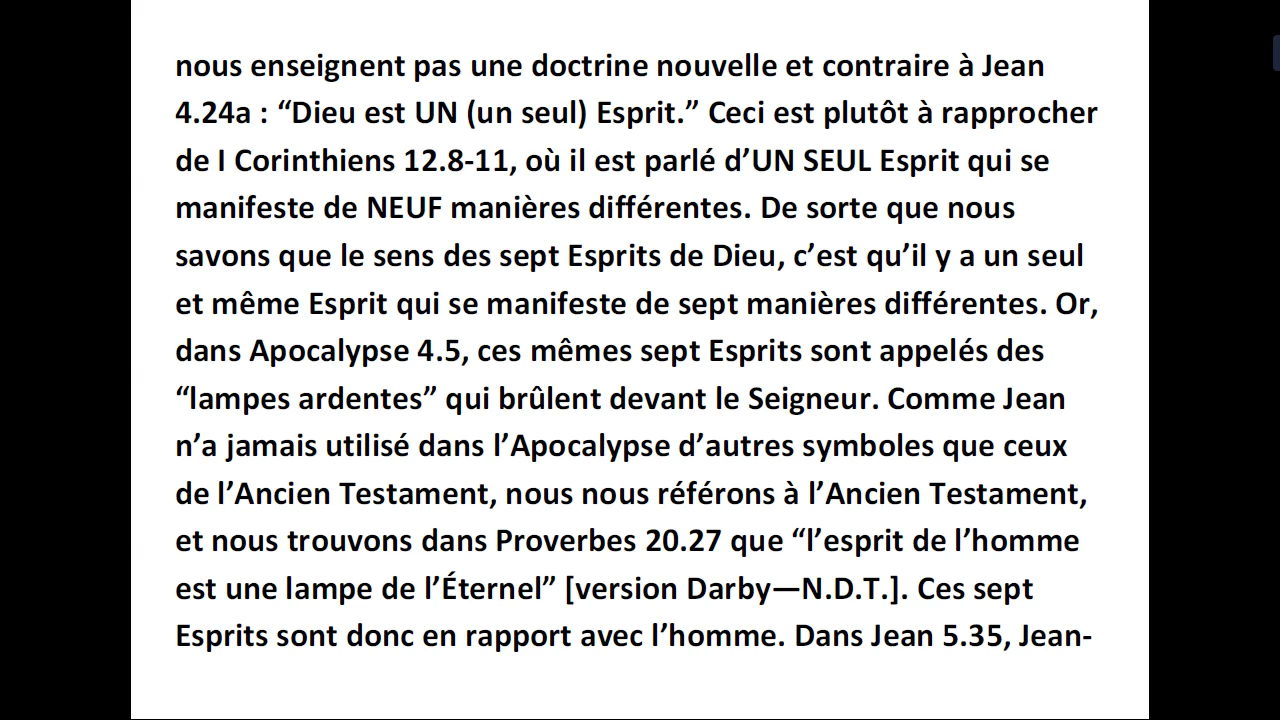 nous enseignent pas une doctrine nouvelle et contraire à Jean
4.24a : “Dieu est UN (un seul) Esprit.” Ceci est plutôt à rapprocher
de I Corinthiens 12.8-11, où il est parlé d’UN SEUL Esprit qui se
manifeste de NEUF manières différentes. De sorte que nous
savons que le sens des sept Esprits de Dieu, c’est qu’il y a un seul
et même Esprit qui se manifeste de sept manières différentes. Or,
dans Apocalypse 4.5, ces mêmes sept Esprits sont appelés des
“lampes ardentes” qui brûlent devant le Seigneur. Comme Jean
n’a jamais utilisé dans l’Apocalypse d’autres symboles que ceux
de l’Ancien Testament, nous nous référons à l’Ancien Testament,
et nous trouvons dans Proverbes 20.27 que “l’esprit de l’homme
est une lampe de l’Éternel” [version Darby—N.D.T.]. Ces sept
Esprits sont donc en rapport avec l’homme. Dans Jean 5.35, Jean-